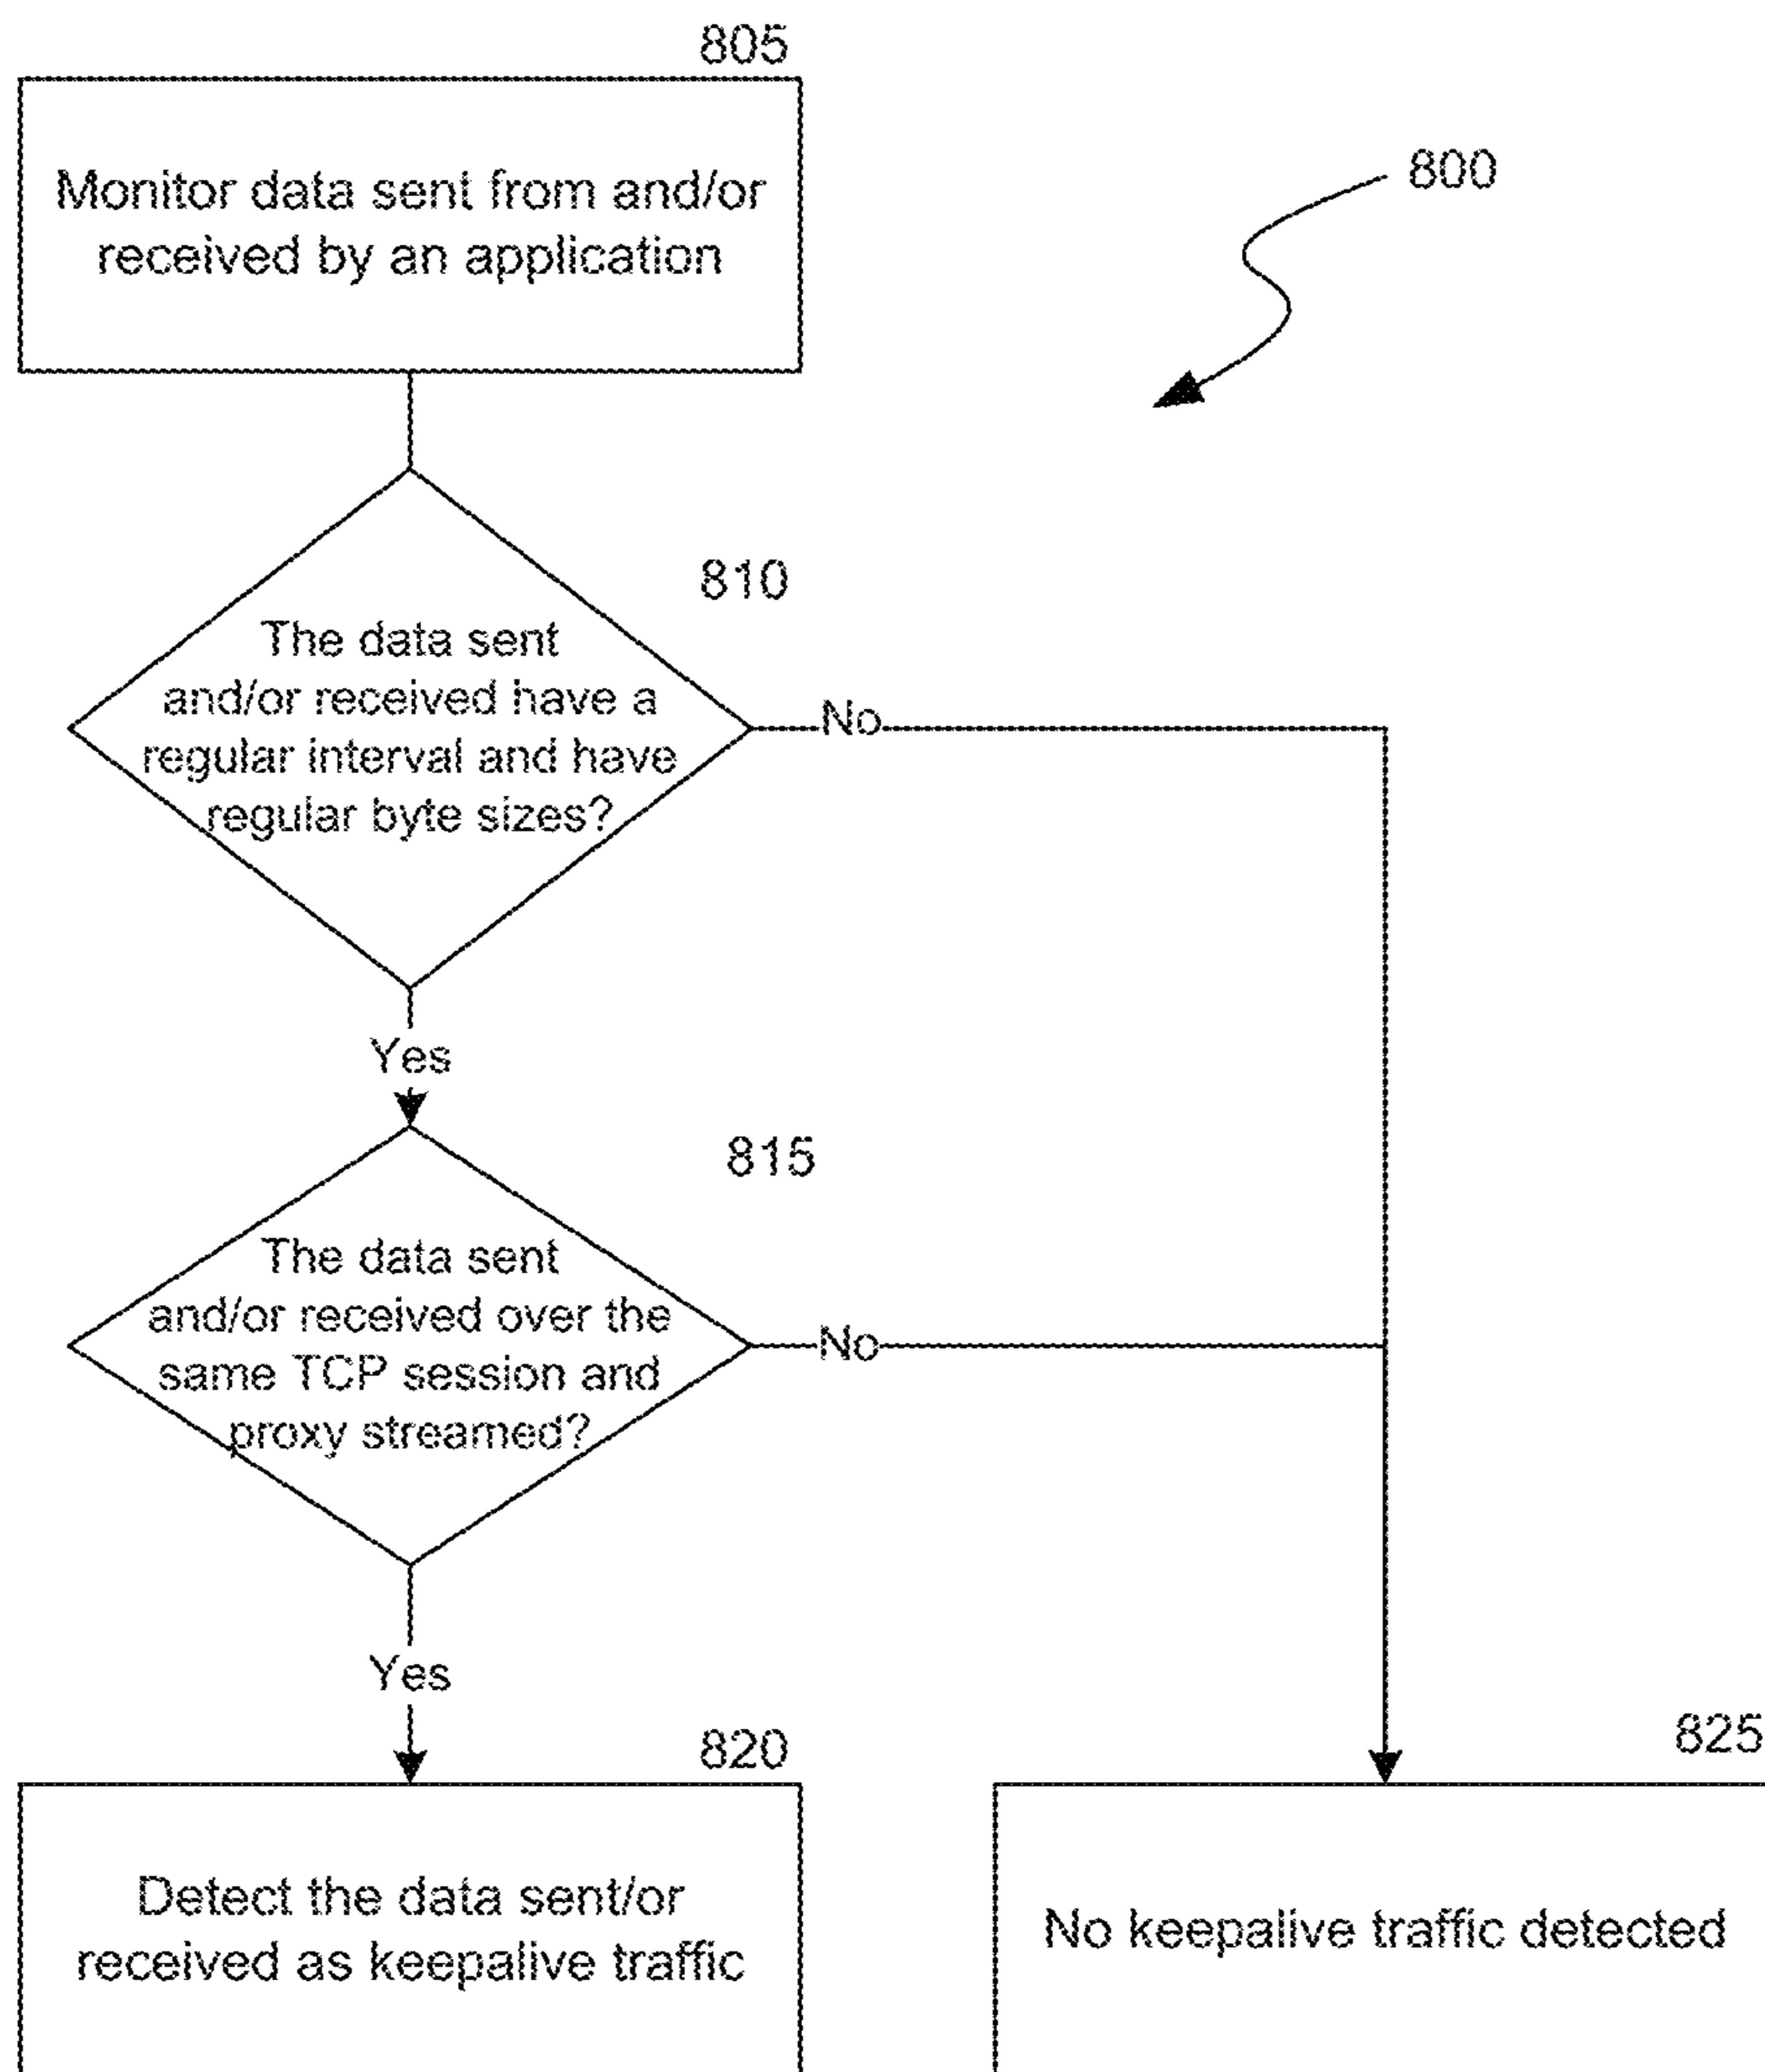 805
Monitor data sent from and/or
received by an application
800
810
The data sent
and/or received have a
regular interval and have
regular byte sizes?
No
Yes
815
The data sent
and/or received over the
same TCP session and
proxy streamed?
No
Yes
820
Detect the data sent/or
received as keepalive traffic
825
No keepalive traffic detected